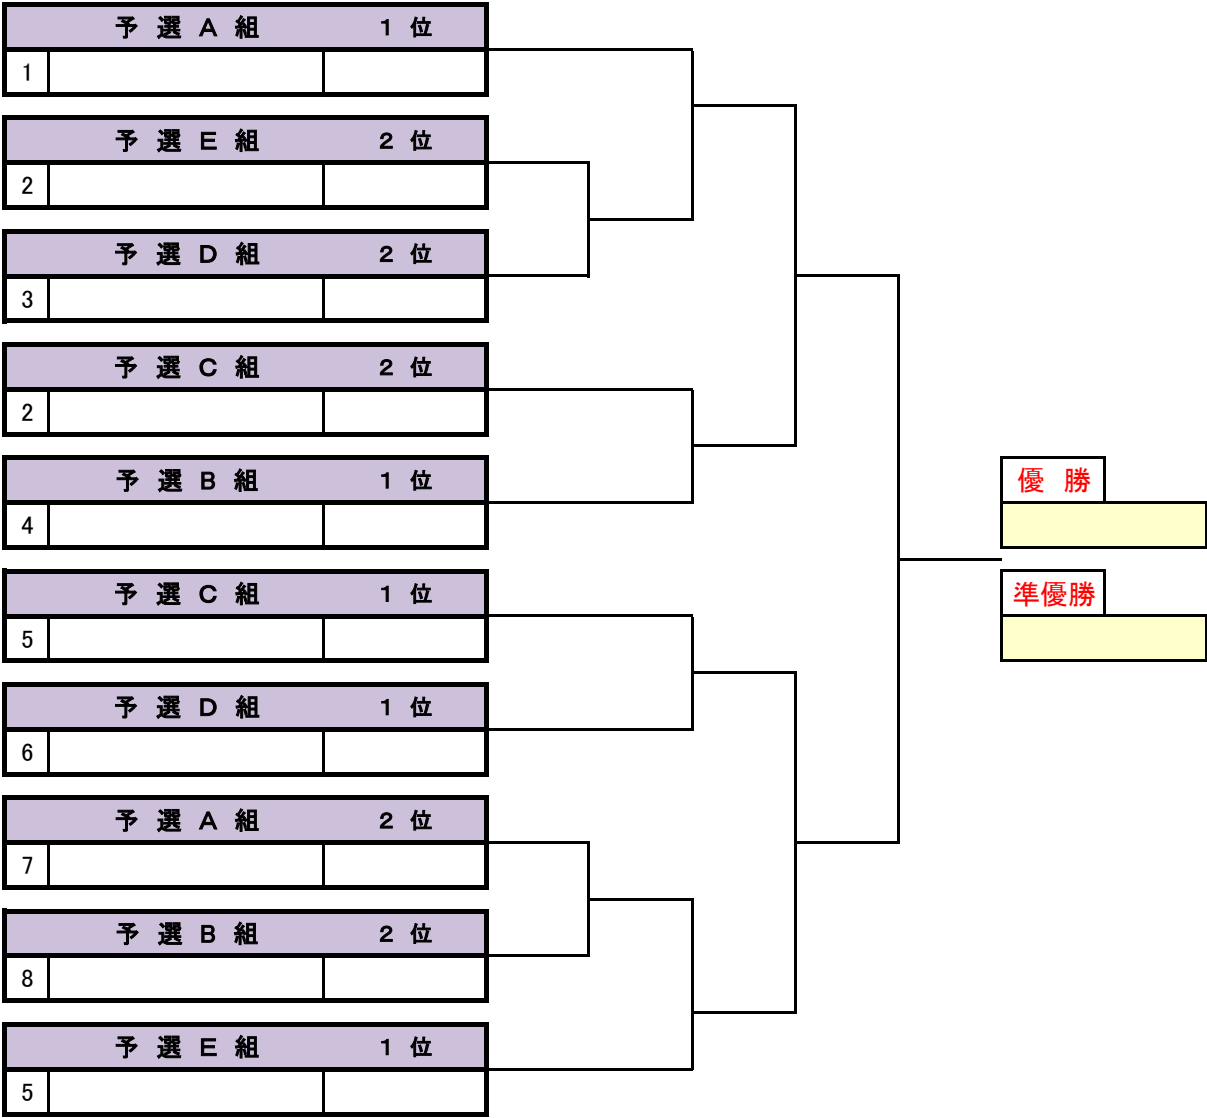 予 選 A 組 1 位
1
予 選 E 組 2 位
2
予 選 D 組 2 位
3
予 選 C 組 2 位
2
予 選 B 組 1 位
4
優 勝
予 選 C 組 1 位
5
準優勝
予 選 D 組 1 位
6
予 選 A 組 2 位
7
予 選 B 組 2 位
8
予 選 E 組 1 位
5